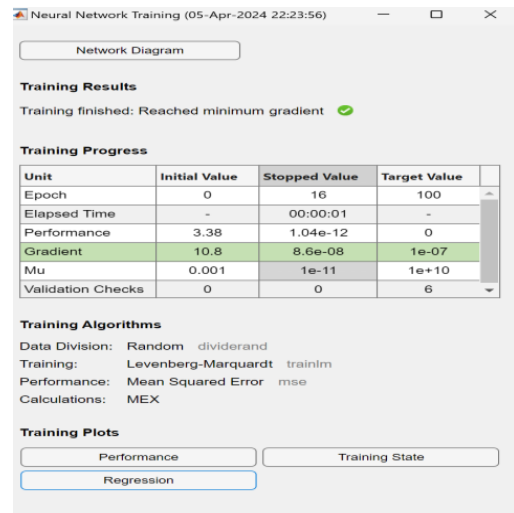 Neural Network Training (05-Apr-2024 22:23:56)
Network Diagram
Training Results
Training finished: Reached minimum gradient
Training Progress
Unit Initial Value Stopped Value Target Value
Epoch 0 16 100
Elapsed Time - 00:00:01 -
Performance 3.38 1.04e-12 0
Gradient 10.8 8.6e-08 1e-07
Mu 0.001 1e-11 1e+10
Validation Checks 0 0 6
Training Algorithms
Data Division: Random dividerand
Training: Levenberg-Marquardt trainlm
Performance: Mean Squared Error mse
Calculations: MEX
Training Plots
Performance Training State
Regression